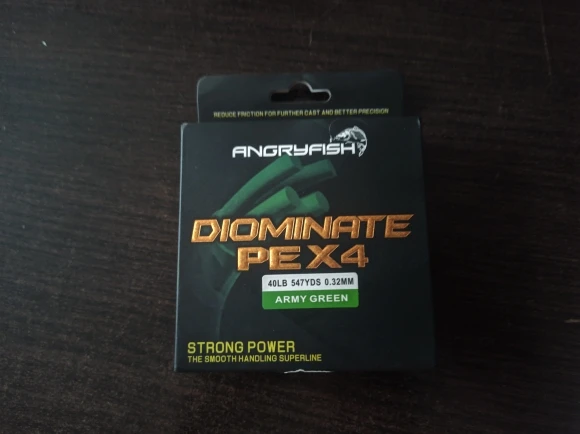 REDUCE FRICTION FOR FURTHER CAST AND BETTER PRECISION
ANGRYFISH
DIOMINATE
PE X4
40LB 547YDS 0.32MM
ARMY GREEN
STRONG POWER
THE SMOOTH HANDLING SUPERLINE